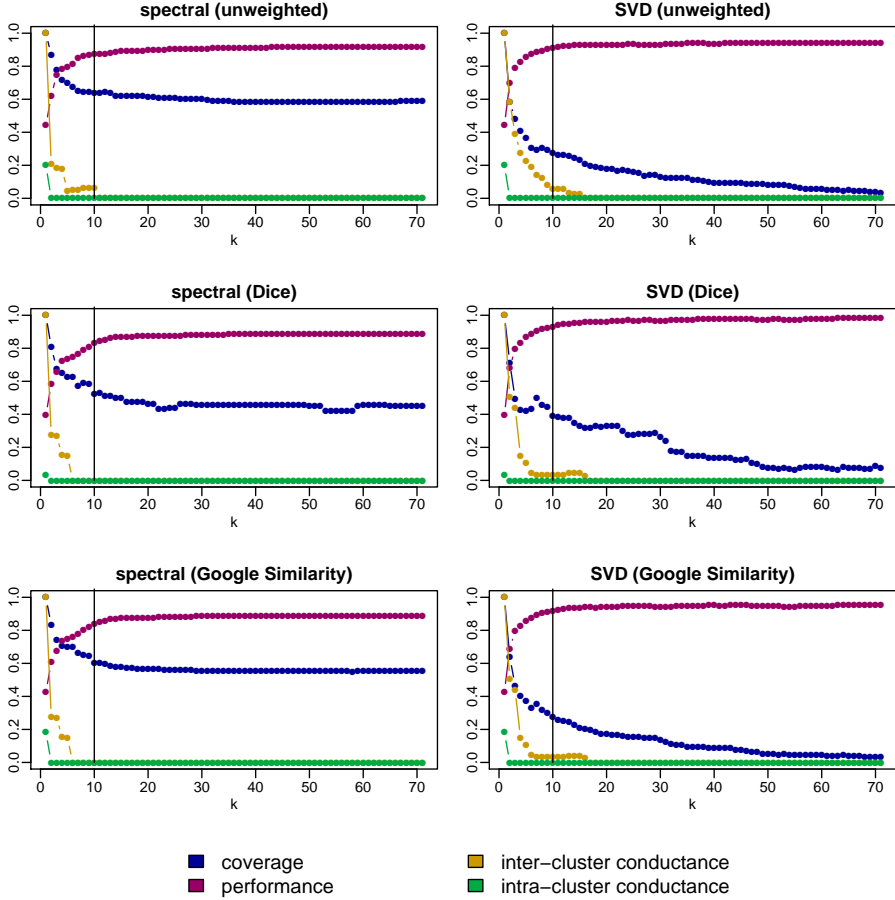 spectral (unweighted)
0.0 0.2 0.4 0.6 0.8 1.0
0 10 20 30 40 50 60 70
k
SVD (unweighted)
0.0 0.2 0.4 0.6 0.8 1.0
0 10 20 30 40 50 60 70
k
spectral (Dice)
0.0 0.2 0.4 0.6 0.8 1.0
0 10 20 30 40 50 60 70
k
SVD (Dice)
0.0 0.2 0.4 0.6 0.8 1.0
0 10 20 30 40 50 60 70
k
spectral (Google Similarity)
0.0 0.2 0.4 0.6 0.8 1.0
0 10 20 30 40 50 60 70
k
SVD (Google Similarity)
0.0 0.2 0.4 0.6 0.8 1.0
0 10 20 30 40 50 60 70
k
coverage
performance
inter−cluster conductance
intra−cluster conductance